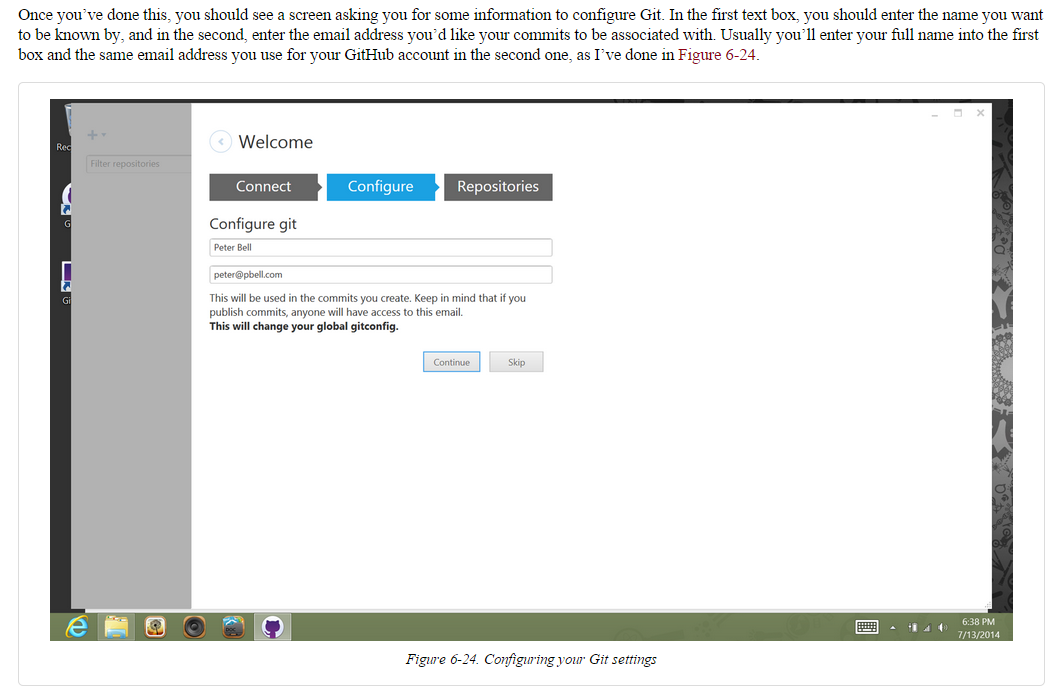 Once you’ve done this, you should see a screen asking you for some information to configure Git. In the first text box, you should enter the name you want
to be known by, and in the second, enter the email address you’d like your commits to be associated with. Usually you’ll enter your full name into the first
box and the same email address you use for your GitHub account in the second one, as I’ve done in Figure 6-24.
Rec
G
Gi
Filter repositories
Welcome
Connect Configure Repositories
Configure git
Peter Bell
peter@pbell.com
This will be used in the commits you create. Keep in mind that if you
publish commits, anyone will have access to this email.
This will change your global gitconfig.
Continue Skip
6:38 PM
7/13/2014
Figure 6-24. Configuring your Git settings